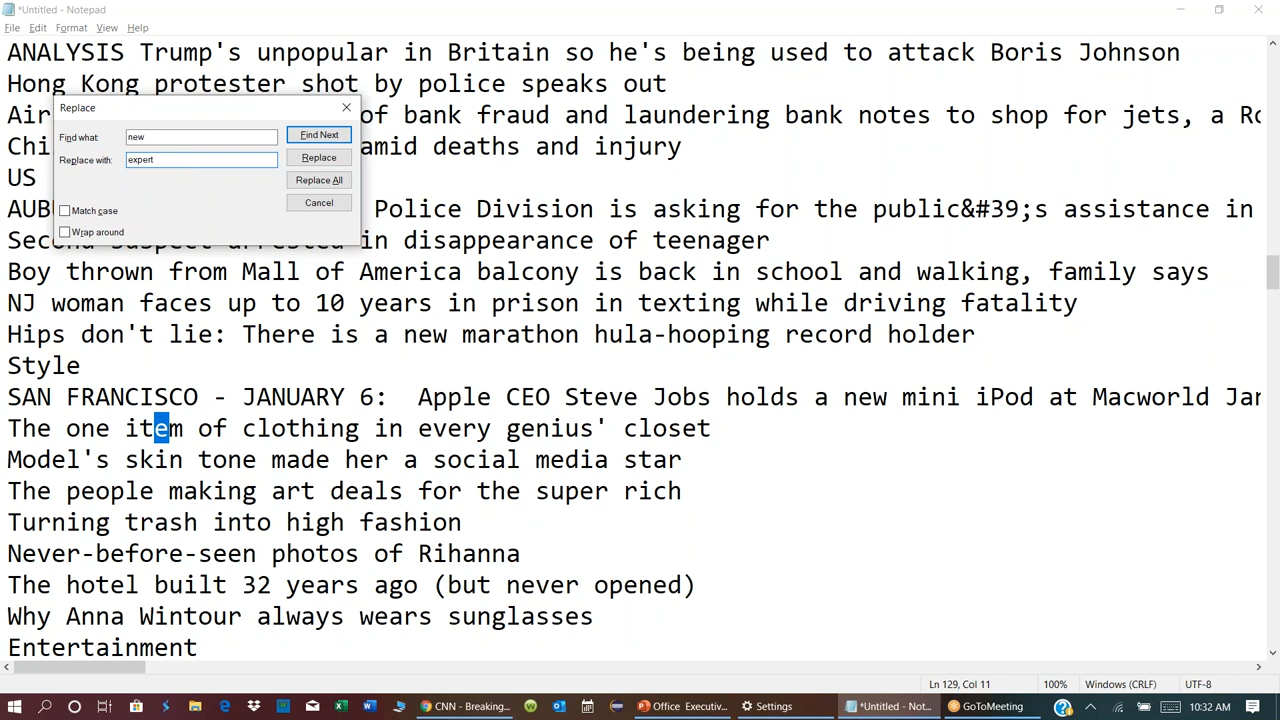 *Untitled - Notepad
File Edit Format View Help
ANALYSIS Trump's unpopular in Britain so he's being used to attack Boris Johnson
Hong Kong protester shot by police speaks out
Air of bank fraud and laundering bank notes to shop for jets, a Ro
Chi amid deaths and injury
US
AUBU Police Division is asking for the public&#39;s assistance in
Second suspect arrested in disappearance of teenager
Boy thrown from Mall of America balcony is back in school and walking, family says
NJ woman faces up to 10 years in prison in texting while driving fatality
Hips don't lie: There is a new marathon hula-hooping record holder
Style
SAN FRANCISCO - JANUARY 6: Apple CEO Steve Jobs holds a new mini iPod at Macworld Jan
The one item of clothing in every genius' closet
Model's skin tone made her a social media star
The people making art deals for the super rich
Turning trash into high fashion
Never-before-seen photos of Rihanna
The hotel built 32 years ago (but never opened)
Why Anna Wintour always wears sunglasses
Entertainment
Replace
Find what: new Find Next
Replace with: expert Replace
Replace All
Cancel
Match case
Wrap around
Ln 129, Col 11 100% Windows (CRLF) UTF-8
CNN - Breaking... Office Executiv... Settings *Untitled - Not... GoToMeeting 10:32 AM